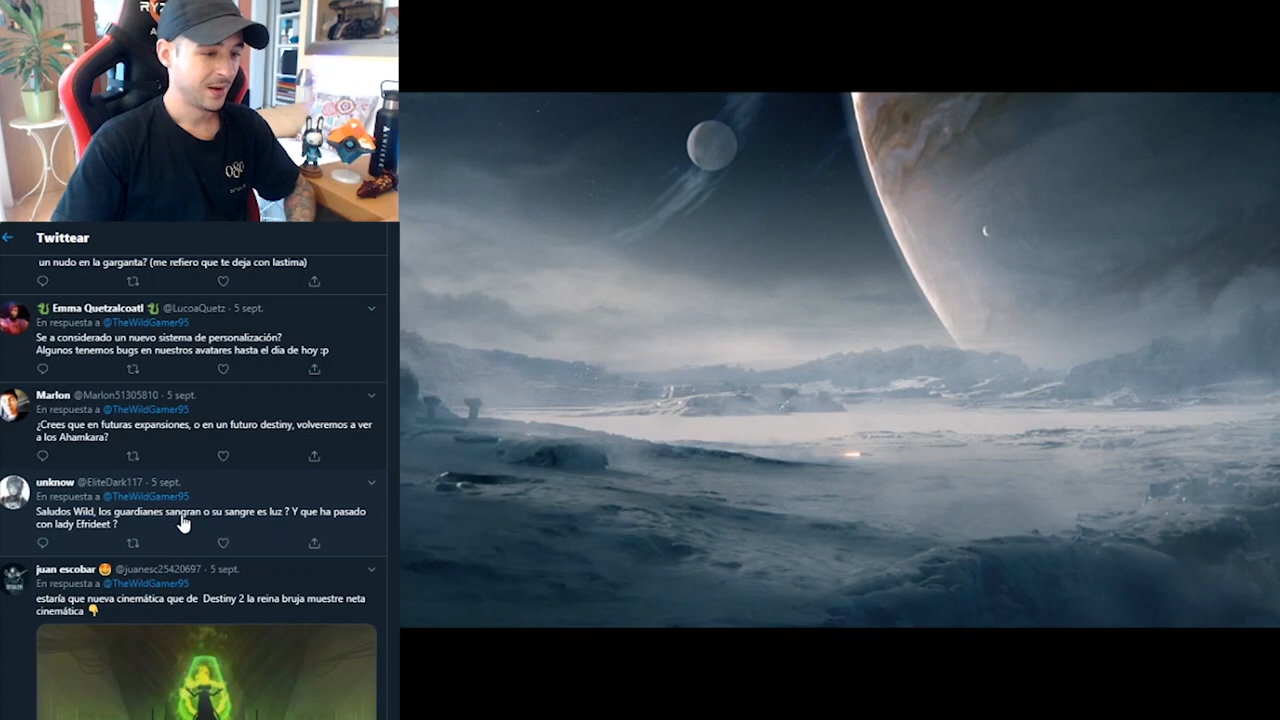 RYZ
080
Twittear
un nudo en la garganta? (me refiero que te deja con lastima)
Emma Quetzalcoatl @LucoaQuetz · 5 sept.
En respuesta a @TheWildGamer95
Se a considerado un nuevo sistema de personalización?
Algunos tenemos bugs en nuestros avatares hasta el dia de hoy :p
Marlon @Marlon51305810 · 5 sept.
En respuesta a @TheWildGamer95
¿Crees que en futuras expansiones, o en un futuro destiny, volveremos a ver
a los Ahamkara?
unknow @EliteDark117 · 5 sept.
En respuesta a @TheWildGamer95
Saludos Wild, los guardianes sangran o su sangre es luz ? Y que ha pasado
con lady Efrideet ?
juan escobar 🤩 @juanesc25420697 · 5 sept.
En respuesta a @TheWildGamer95
estaría que nueva cinemática que de Destiny 2 la reina bruja muestre neta
cinemática 👇